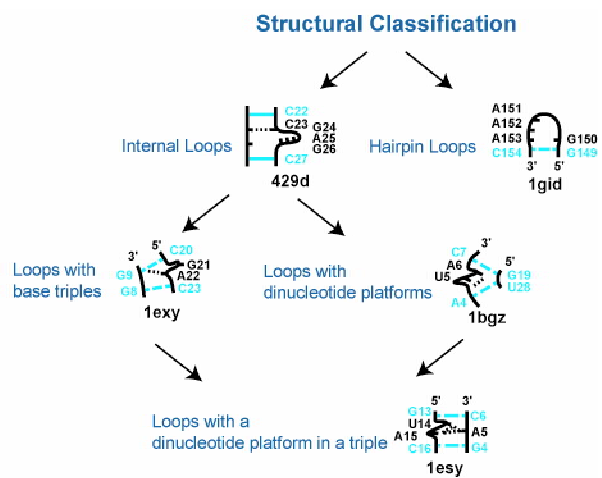 Structural Classification
Internal Loops
C22
C23
G24
A25
G26
C27
429d
Hairpin Loops
A151
A152
A153
C154
G150
G149
3' 5'
1gid
Loops with
base triples
5'
3'
C20
G9
G21
A22
G8
C23
1exy
Loops with
dinucleotide platforms
3'
C7
5'
A6
U5
G19
U28
A4
1bgz
Loops with a
dinucleotide platform in a triple
5' 3'
G13 C6
U14
A15 A5
C16 G4
1esy